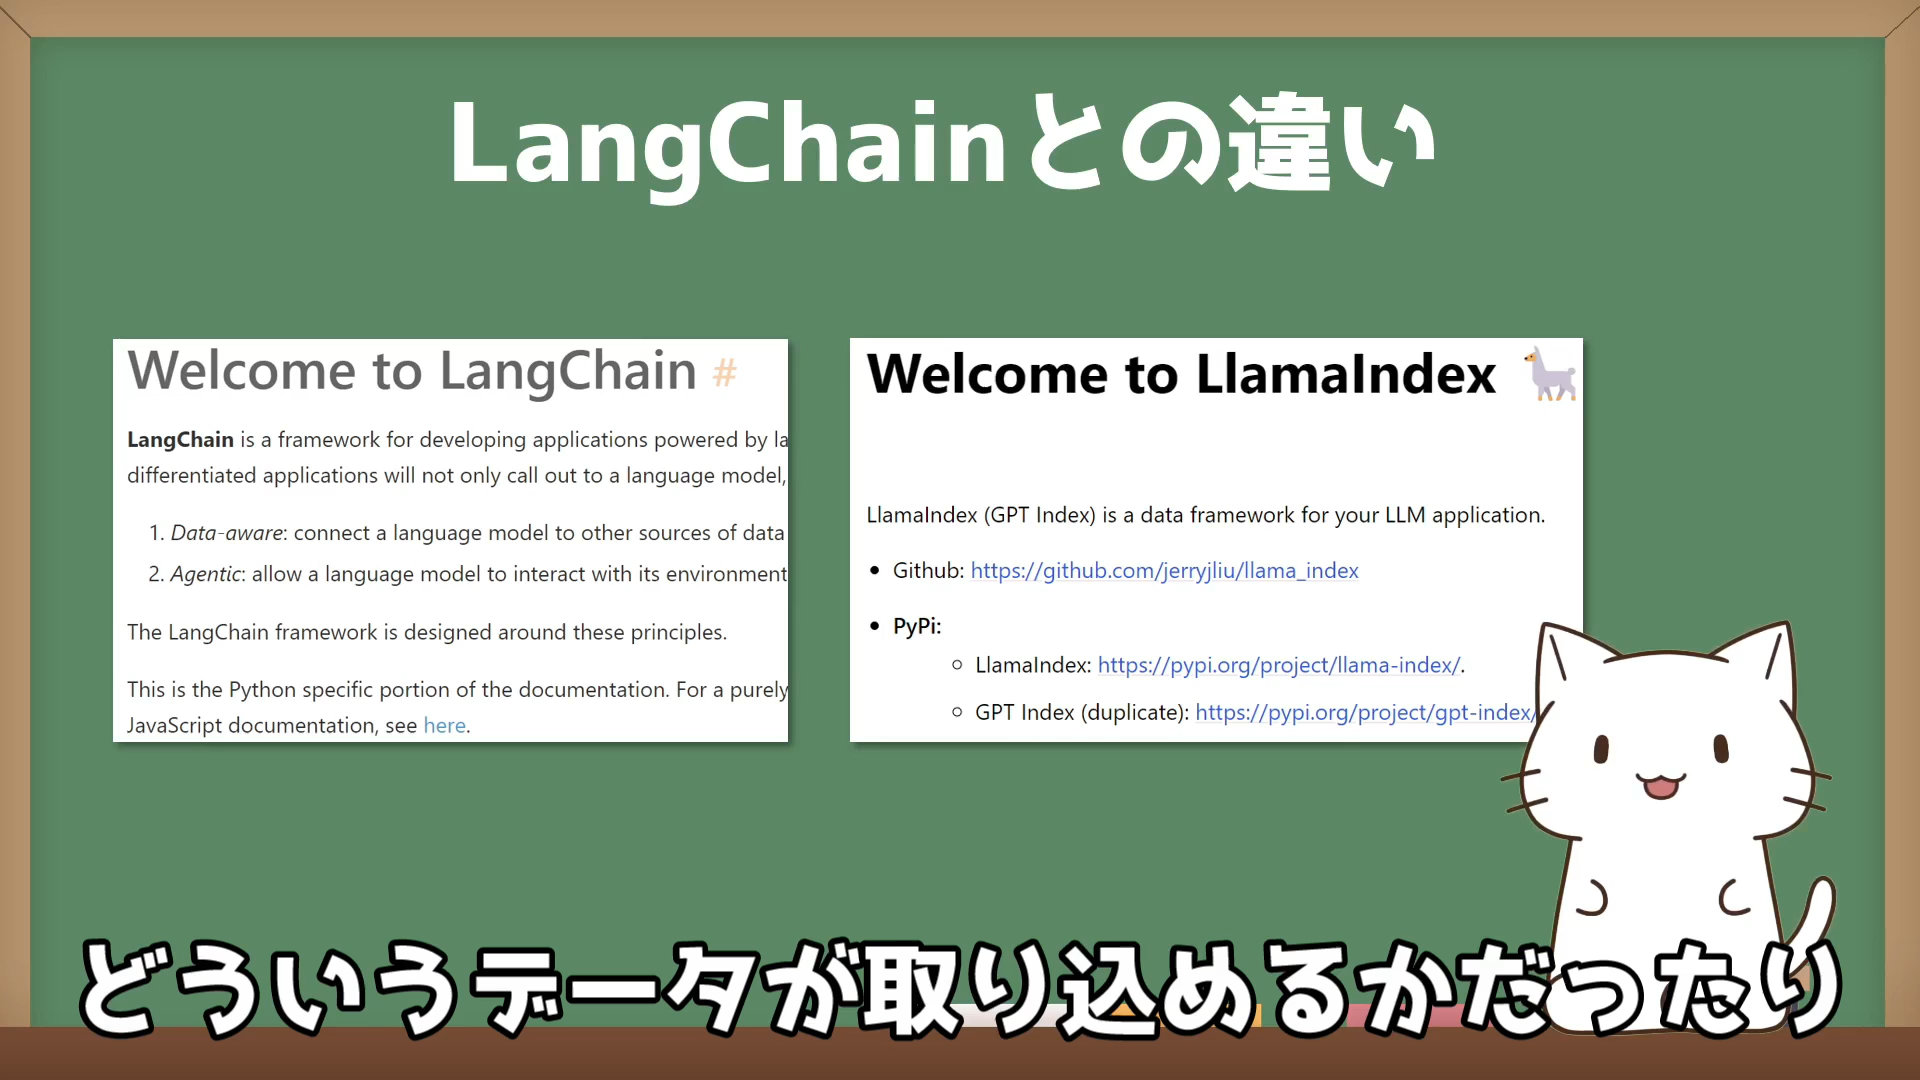 LangChainとの違い
Welcome to LangChain #
LangChain is a framework for developing applications powered by la
differentiated applications will not only call out to a language model,
1. Data-aware: connect a language model to other sources of data
2. Agentic: allow a language model to interact with its environment
The LangChain framework is designed around these principles.
This is the Python specific portion of the documentation. For a purely
JavaScript documentation, see here.
Welcome to LlamaIndex 🦙
LlamaIndex (GPT Index) is a data framework for your LLM application.
• Github: https://github.com/jerryjliu/llama_index
• PyPi:
○ LlamaIndex: https://pypi.org/project/llama-index/.
○ GPT Index (duplicate): https://pypi.org/project/gpt-index/
どういうデータが取り込めるかだったり